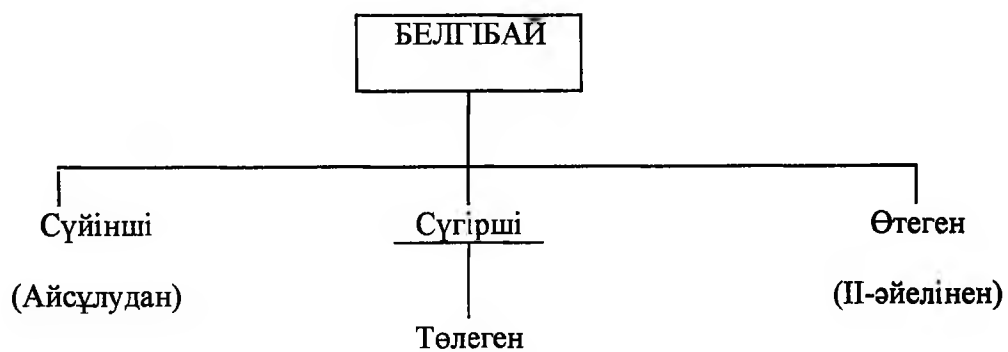 БЕЛГІБАЙ
Сүйінші Сүгірші Өтеген
(Айсұлудан) (ІІ-әйелінен)
Төлеген